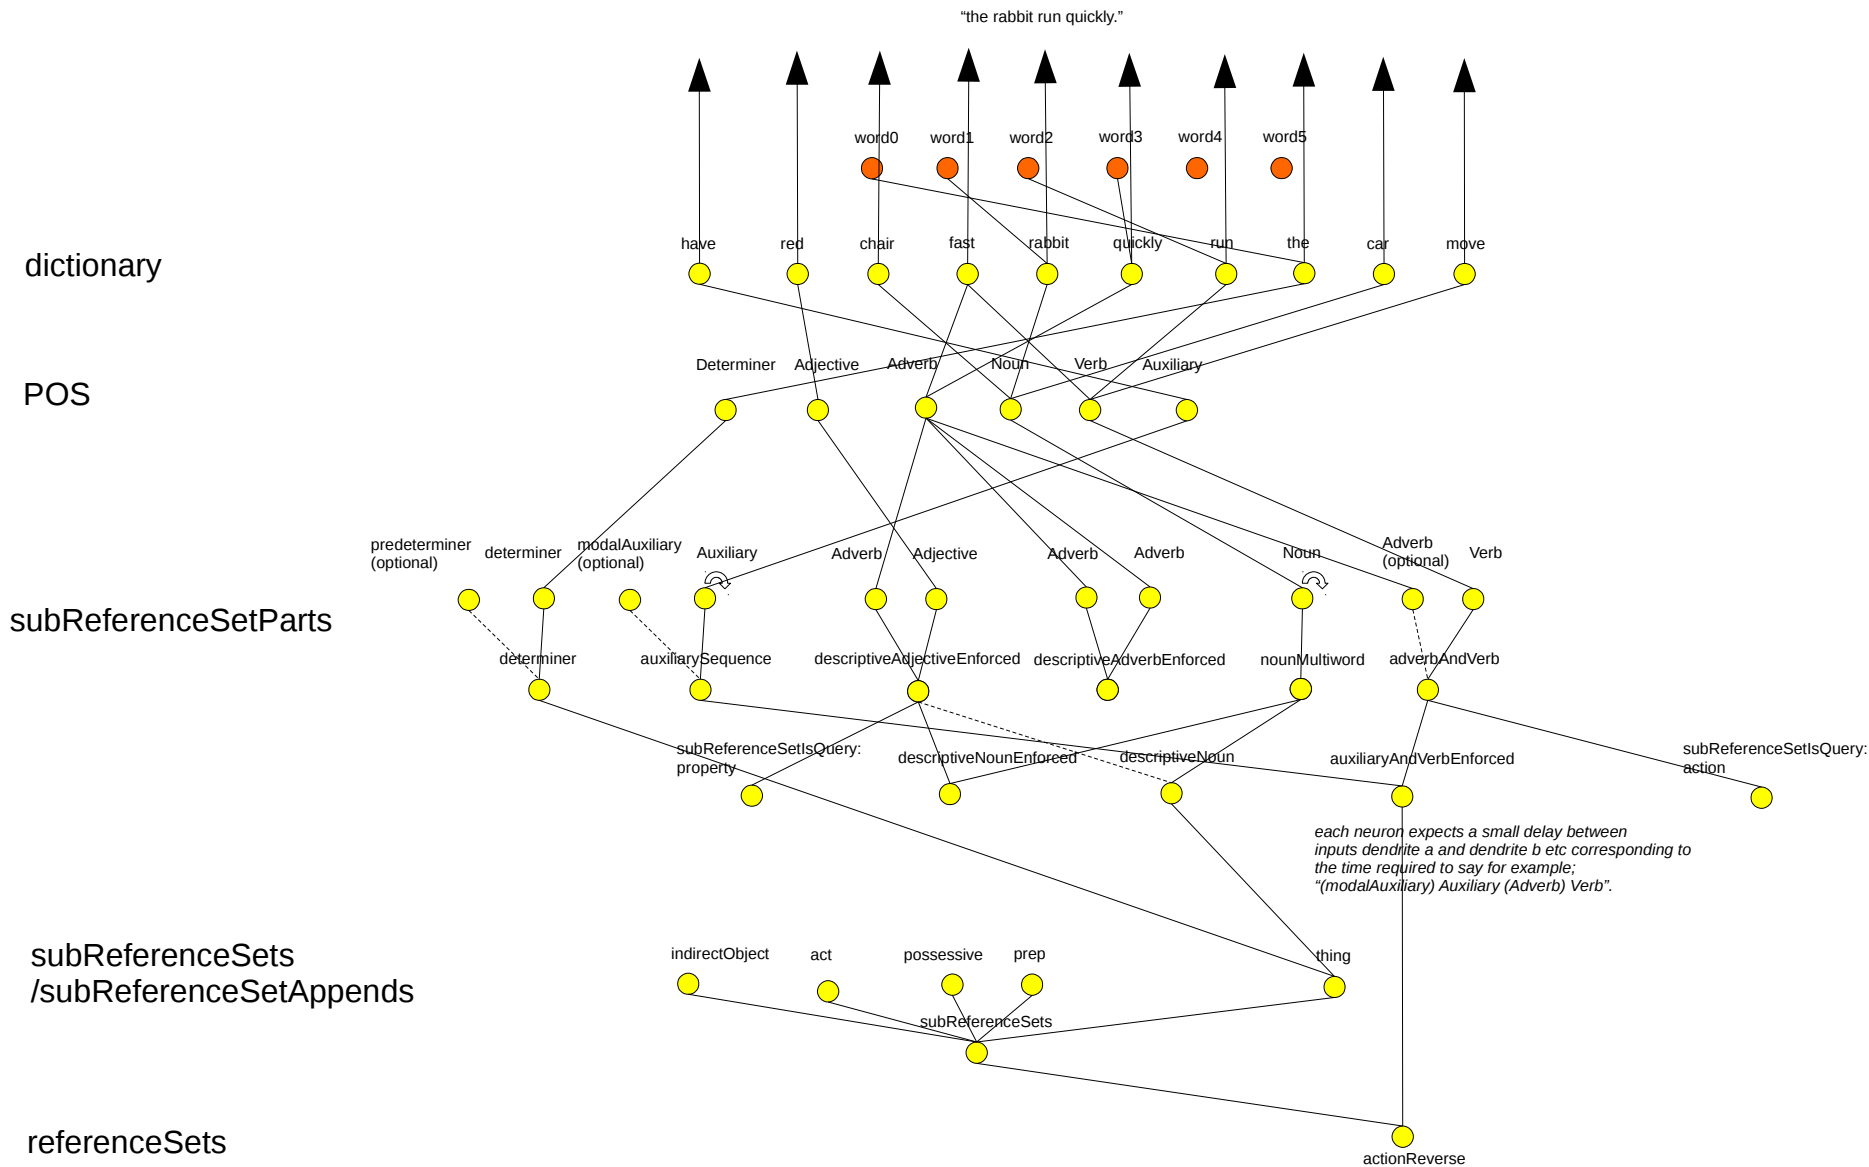 “the rabbit run quickly.”
word0 word1 word2 word3 word4 word5
have red chair fast rabbit quickly run the car move
dictionary
Determiner Adjective Adverb Noun Verb Auxiliary
POS
predeterminer
(optional)
determiner
modalAuxiliary
(optional)
Auxiliary
Adverb
Adjective
Adverb
Adverb
Noun
Adverb
(optional)
Verb
subReferenceSetParts
determiner auxiliarySequence descriptiveAdjectiveEnforced descriptiveAdverbEnforced nounMultiword adverbAndVerb
subReferenceSetIsQuery:
property
descriptiveNounEnforced
descriptiveNoun
auxiliaryAndVerbEnforced
subReferenceSetIsQuery:
action
each neuron expects a small delay between
inputs dendrite a and dendrite b etc corresponding to
the time required to say for example;
“(modalAuxiliary) Auxiliary (Adverb) Verb”.
subReferenceSets
/subReferenceSetAppends
indirectObject act possessive prep thing
subReferenceSets
referenceSets
actionReverse